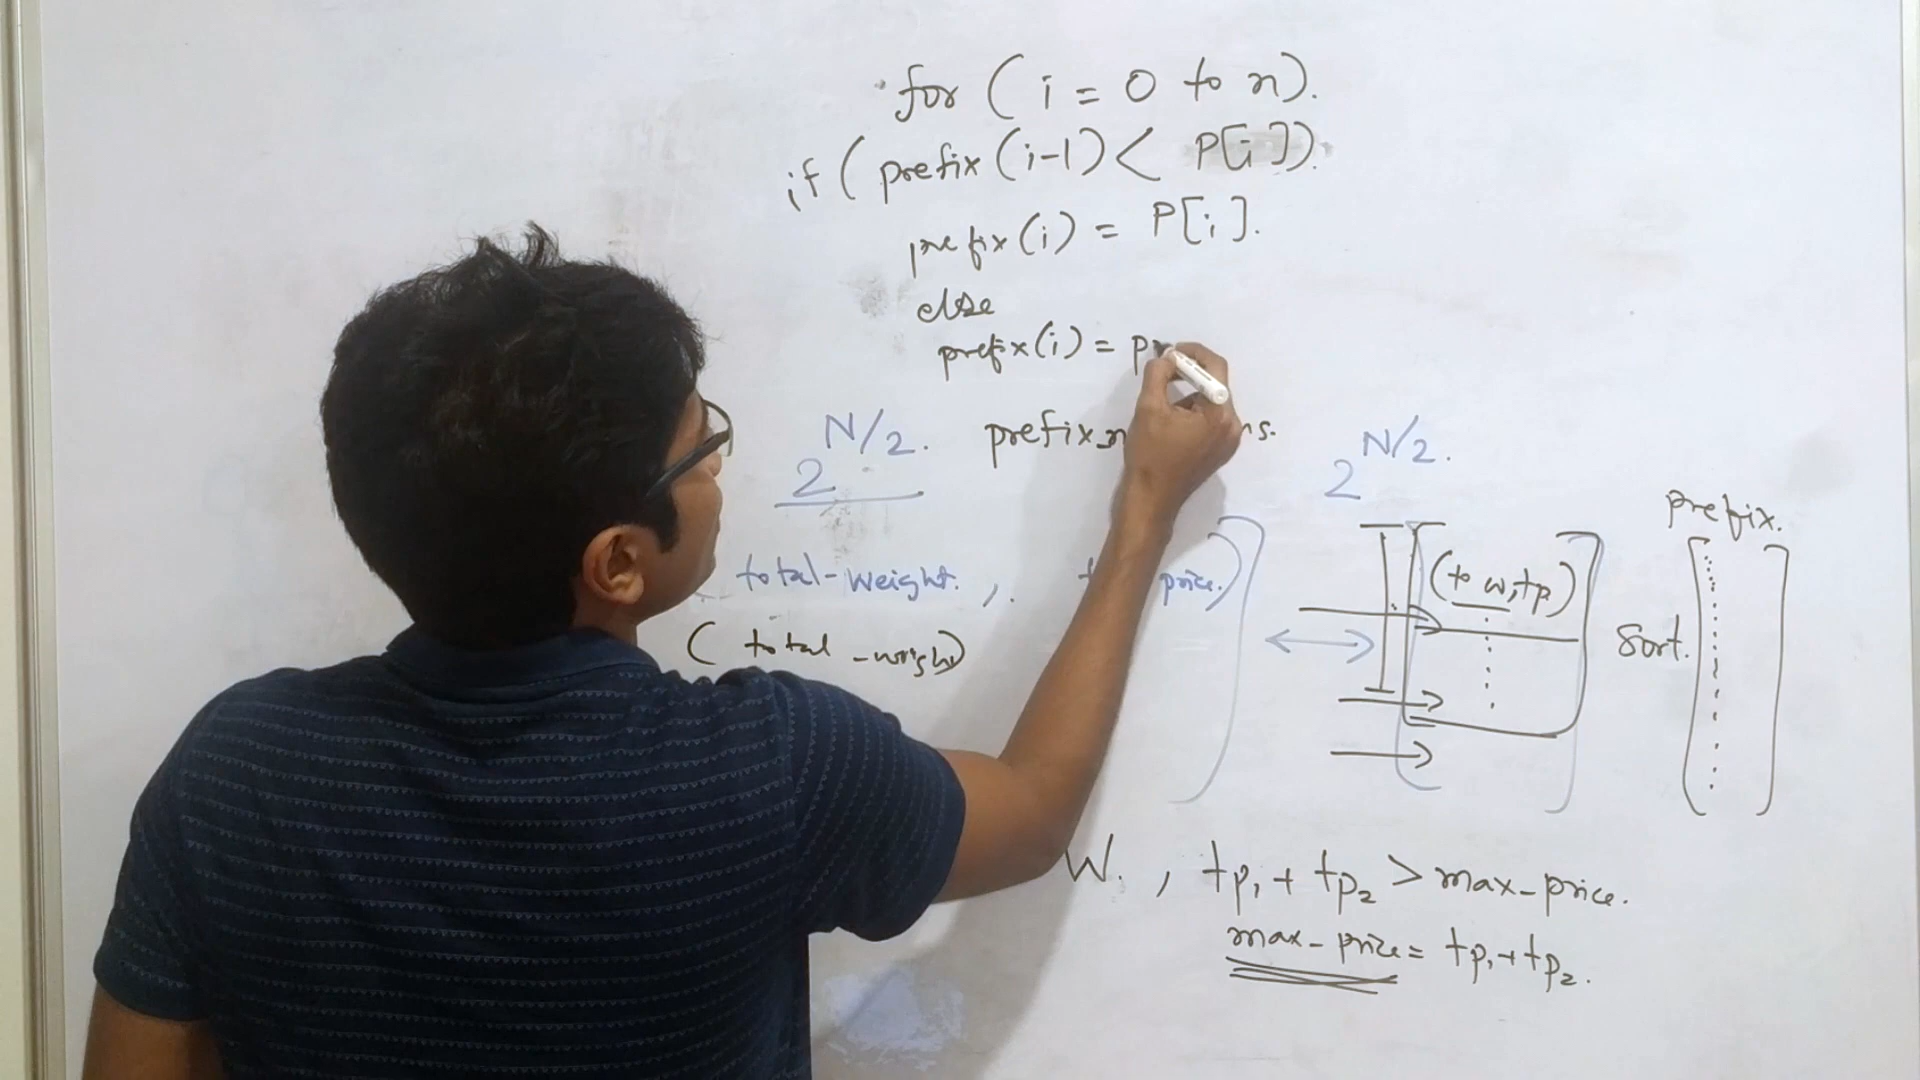 for ( i = 0 to n).
if ( prefix (i-1) < P[i]).
prefix (i) = P[i].
else
prefix (i) = pr
2 N/2.
prefix
2 N/2.
prefix.
total-weight. , . price.)
(to w, tp)
Sort.
( total
W. , tp1 + tp2 > max-price.
max-price = tp1 + tp2.